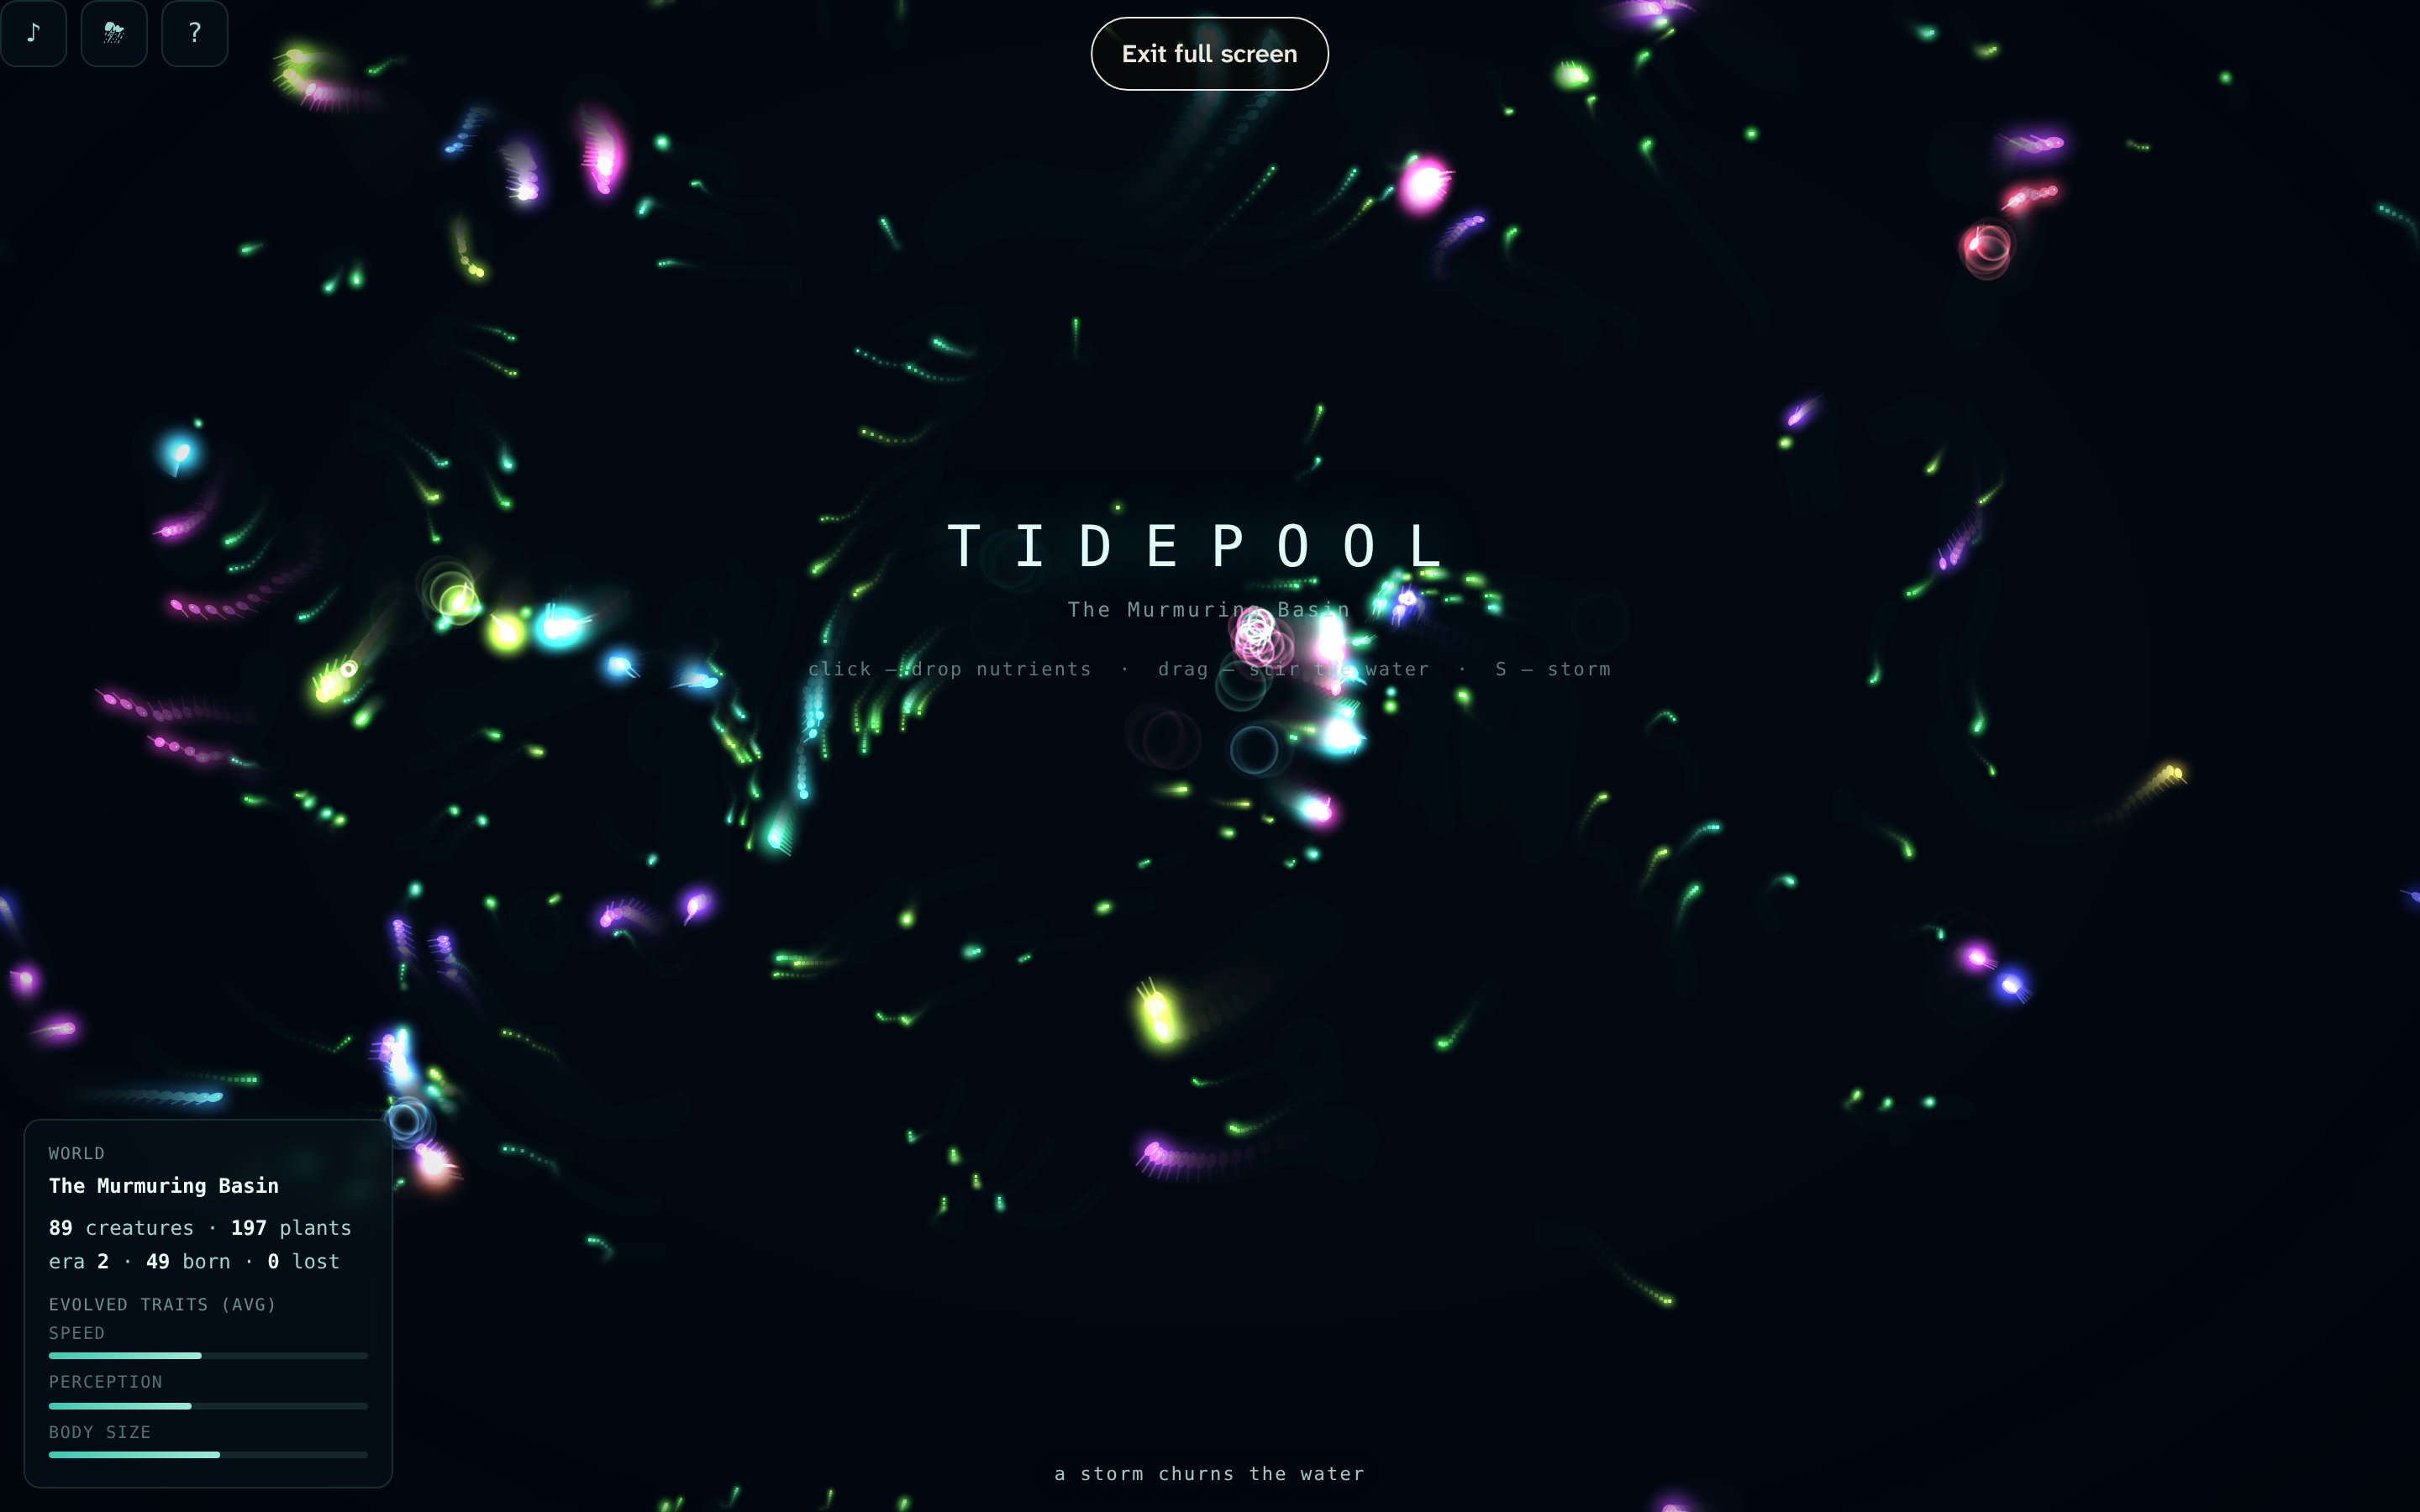 ♪ ?
Exit full screen
TIDEPOOL
The Murmuring Basin
click — drop nutrients · drag — stir the water · S — storm
WORLD
The Murmuring Basin
89 creatures · 197 plants
era 2 · 49 born · 0 lost
EVOLVED TRAITS (AVG)
SPEED
PERCEPTION
BODY SIZE
a storm churns the water